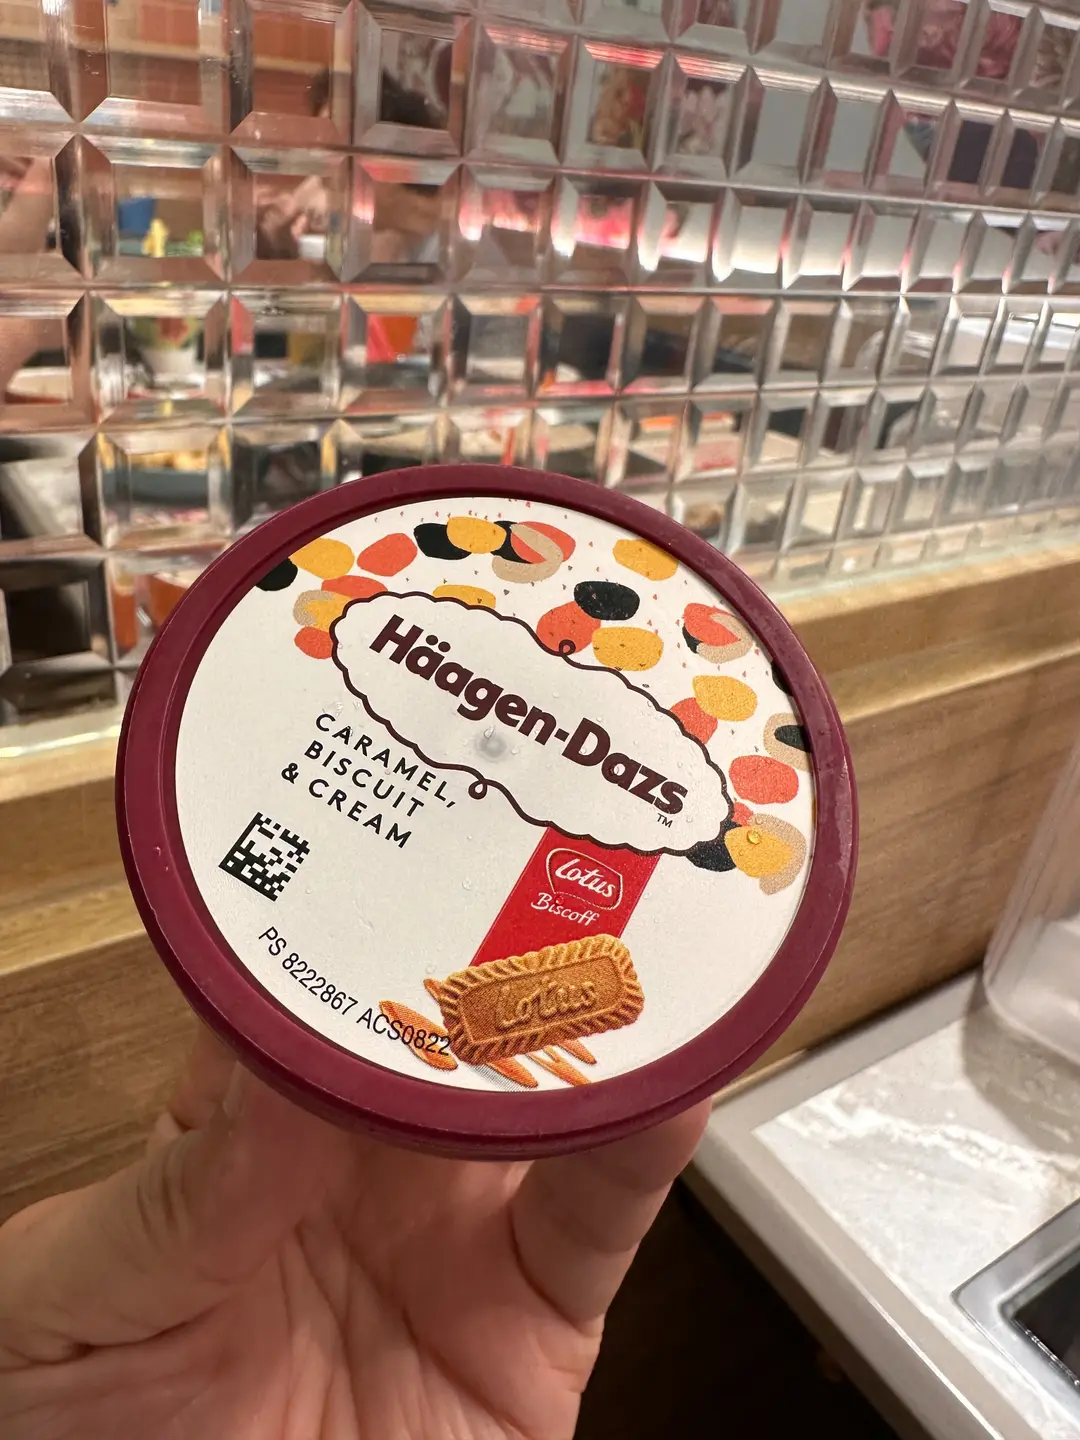 Häagen-Dazs
TM
CARAMEL,
BISCUIT
& CREAM
Lotus
Biscoff
Lotus
PS 8222867 ACS0822